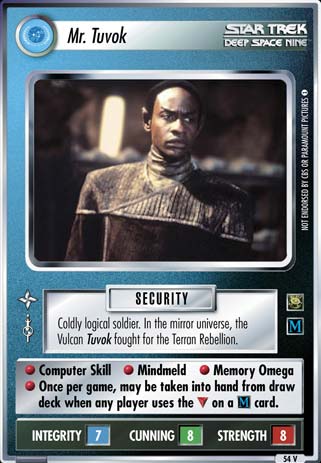 Mr. Tuvok
STAR TREK
DEEP SPACE NINE
NOT ENDORSED BY CBS OR PARAMOUNT PICTURES
SECURITY
Coldly logical soldier. In the mirror universe, the
Vulcan Tuvok fought for the Terran Rebellion.
M
Computer Skill Mindmeld Memory Omega
Once per game, may be taken into hand from draw
deck when any player uses the on a M card.
INTEGRITY 7 CUNNING 8 STRENGTH 8
54 V